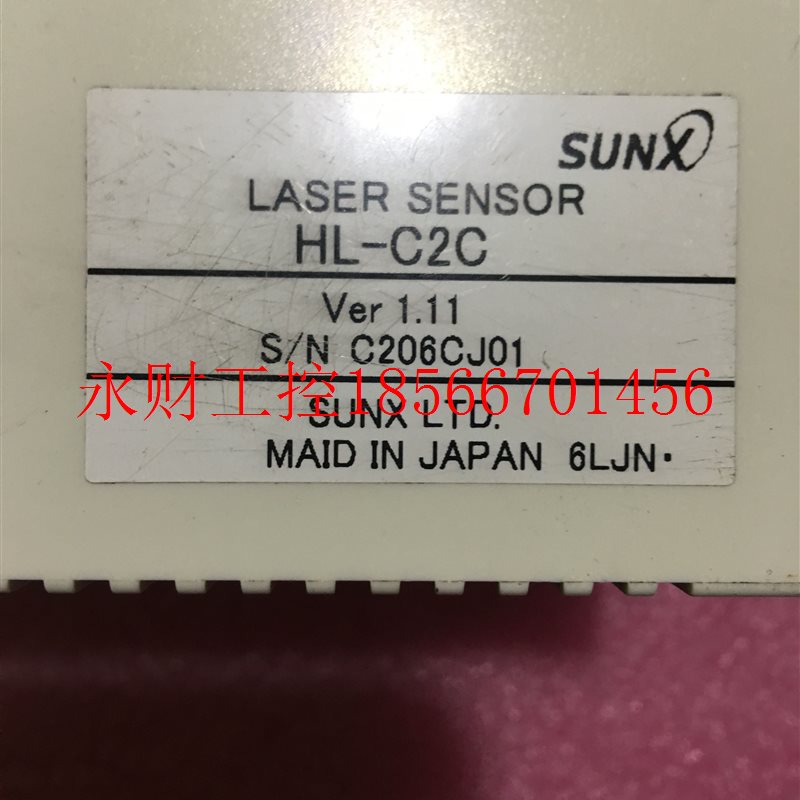 SUNX
LASER SENSOR
HL-C2C
Ver 1.11
S/N C206CJ01
永财工控18566701456
SUNX LTD.
MAID IN JAPAN 6LJN·